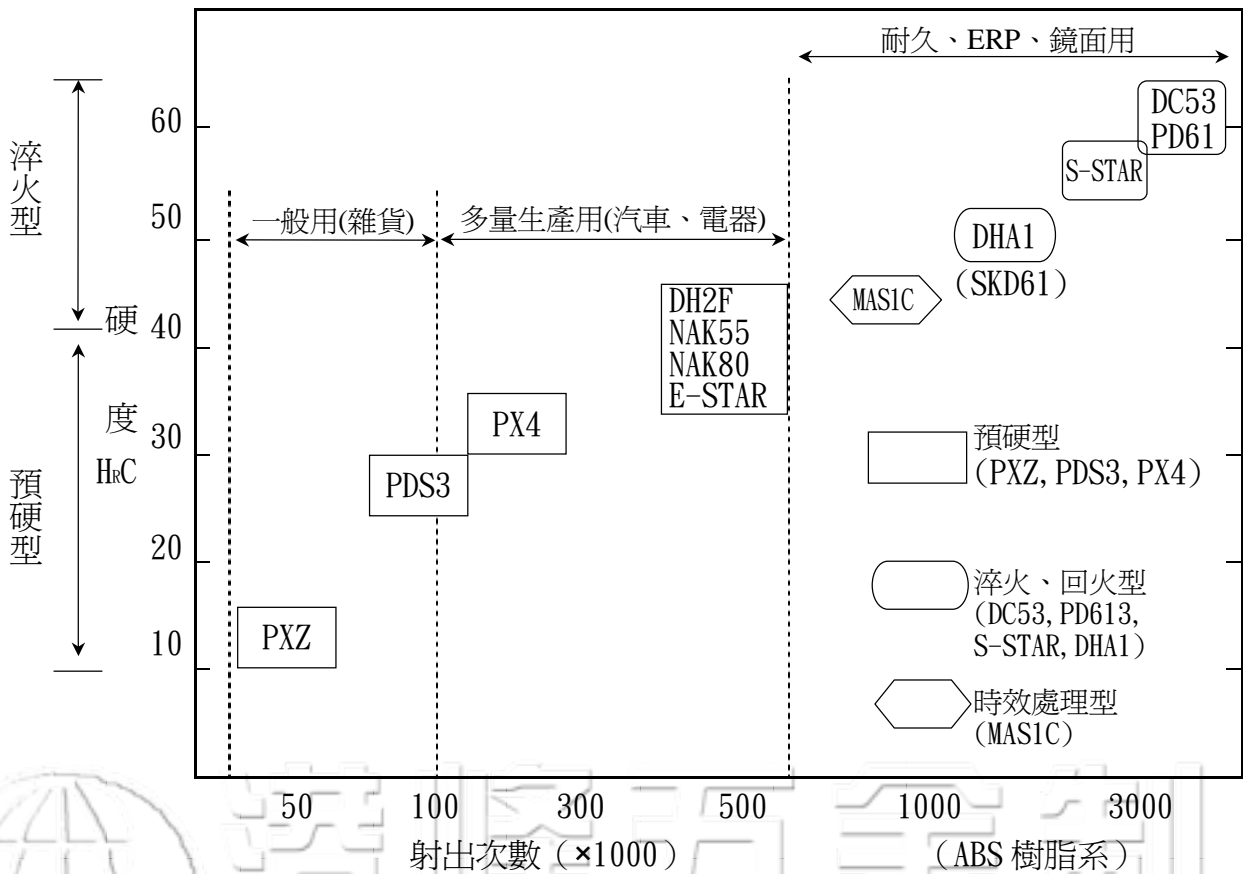 耐久、ERP、鏡面用
DC53
PD61
60
S-STAR
淬火型
50
一般用(雜貨)
多量生產用(汽車、電器)
DHA1
(SKD61)
MAS1C
DH2F
NAK55
NAK80
E-STAR
硬
40
度
30
HRC
PX4
預硬型
(PXZ, PDS3, PX4)
PDS3
預硬型
20
淬火、回火型
(DC53, PD613,
S-STAR, DHA1)
PXZ
10
時效處理型
(MAS1C)
50
100
300
500
1000
3000
射出次數（×1000）
（ABS 樹脂系）